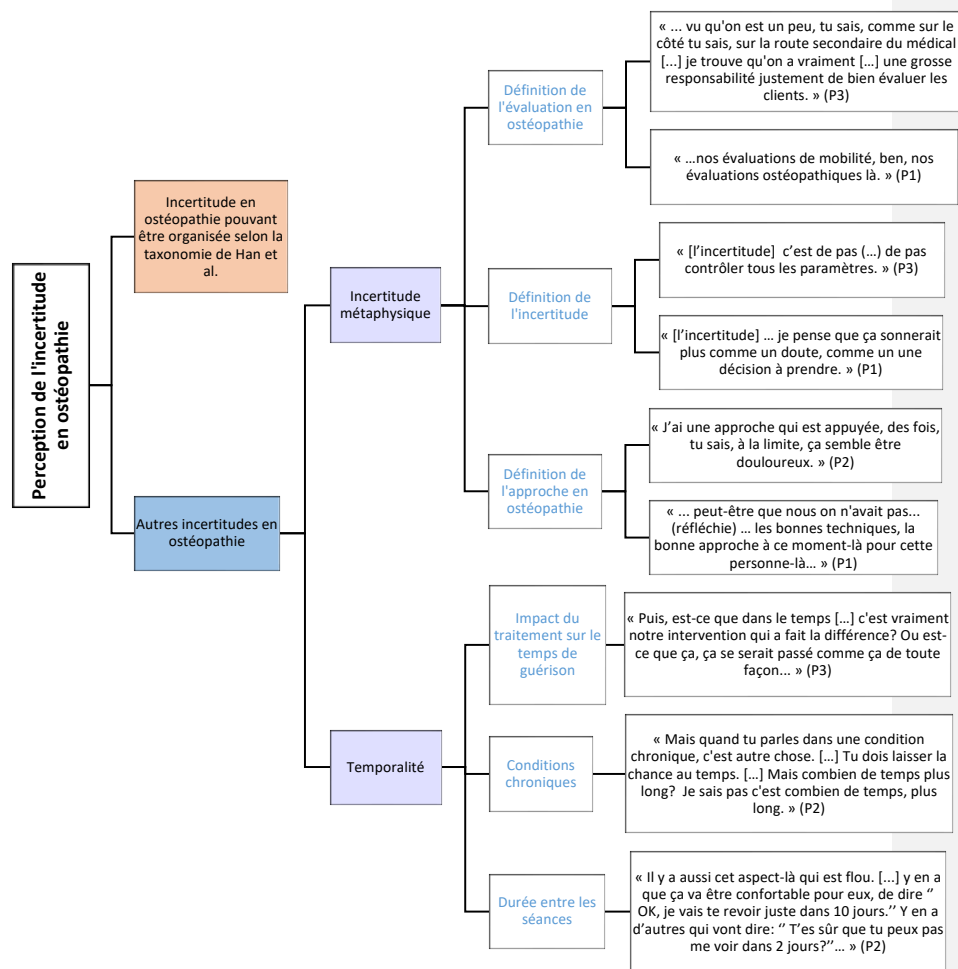 Perception de l'incertitude
en ostéopathie
Incertitude en
ostéopathie pouvant
être organisée selon la
taxonomie de Han et
al.
Autres incertitudes en
ostéopathie
Incertitude
métaphysique
Définition de
l'évaluation en
ostéopathie
« ... vu qu'on est un peu, tu sais, comme sur le
côté tu sais, sur la route secondaire du médical
[...] je trouve qu'on a vraiment […] une grosse
responsabilité justement de bien évaluer les
clients. » (P3)
« …nos évaluations de mobilité, ben, nos
évaluations ostéopathiques là. » (P1)
Définition de
l'incertitude
« [l’incertitude] c’est de pas (…) de pas
contrôler tous les paramètres. » (P3)
« [l’incertitude] … je pense que ça sonnerait
plus comme un doute, comme un une
décision à prendre. » (P1)
Définition de
l'approche en
ostéopathie
« J’ai une approche qui est appuyée, des fois,
tu sais, à la limite, ça semble être
douloureux. » (P2)
« ... peut-être que nous on n'avait pas...
(réfléchie) … les bonnes techniques, la
bonne approche à ce moment-là pour cette
personne-là… » (P1)
Temporalité
Impact du
traitement sur le
temps de
guérison
« Puis, est-ce que dans le temps […] c'est vraiment
notre intervention qui a fait la différence? Ou est-
ce que ça, ça se serait passé comme ça de toute
façon... » (P3)
Conditions
chroniques
« Mais quand tu parles dans une condition
chronique, c'est autre chose. […] Tu dois laisser la
chance au temps. […] Mais combien de temps plus
long? Je sais pas c'est combien de temps, plus
long. » (P2)
Durée entre les
séances
« Il y a aussi cet aspect-là qui est flou. [...] y en a
que ça va être confortable pour eux, de dire ‘’
OK, je vais te revoir juste dans 10 jours.’’ Y en a
d’autres qui vont dire: ‘’ T’es sûr que tu peux pas
me voir dans 2 jours?’’… » (P2)